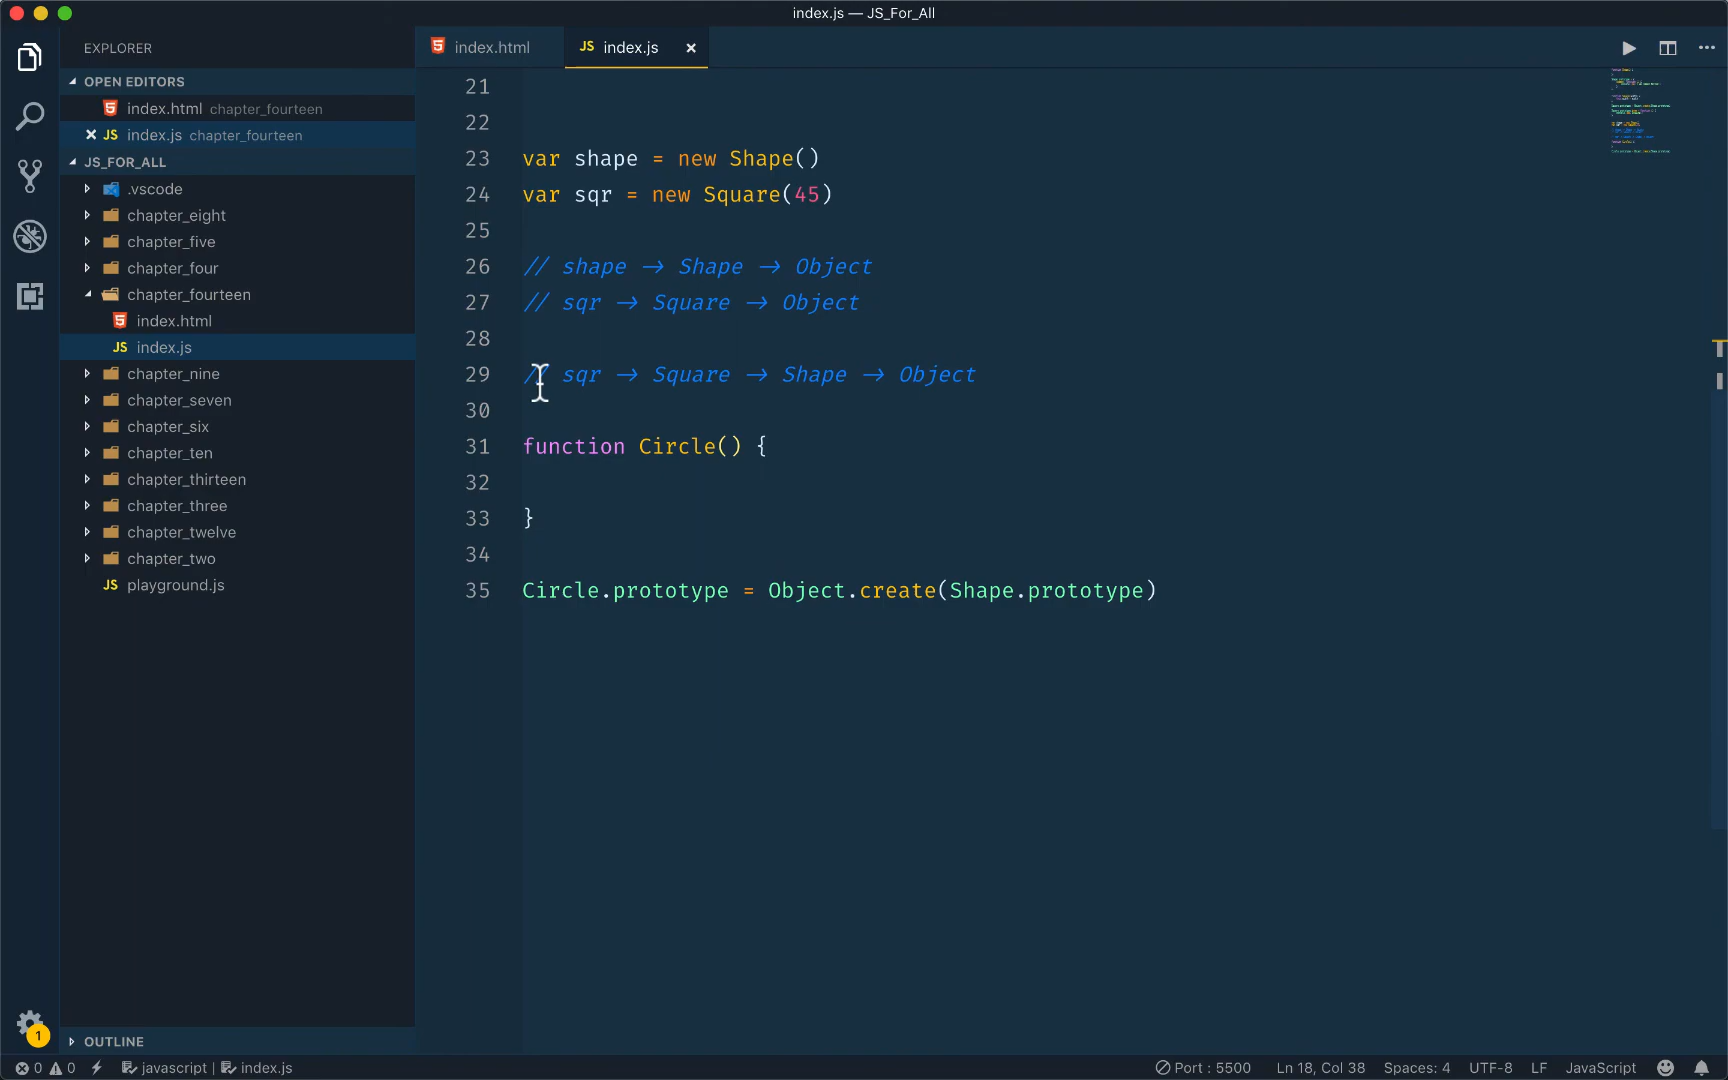 index.js — JS_For_All
EXPLORER
OPEN EDITORS
index.html chapter_fourteen
JS index.js chapter_fourteen
JS_FOR_ALL
.vscode
chapter_eight
chapter_five
chapter_four
chapter_fourteen
index.html
JS index.js
chapter_nine
chapter_seven
chapter_six
chapter_ten
chapter_thirteen
chapter_three
chapter_twelve
chapter_two
JS playground.js
OUTLINE
index.html
JS index.js
21
22
23 var shape = new Shape()
24 var sqr = new Square(45)
25
26 // shape -> Shape -> Object
27 // sqr -> Square -> Object
28
29 // sqr -> Square -> Shape -> Object
30
31 function Circle() {
32
33 }
34
35 Circle.prototype = Object.create(Shape.prototype)
1
0 0 javascript | index.js Port : 5500 Ln 18, Col 38 Spaces: 4 UTF-8 LF JavaScript